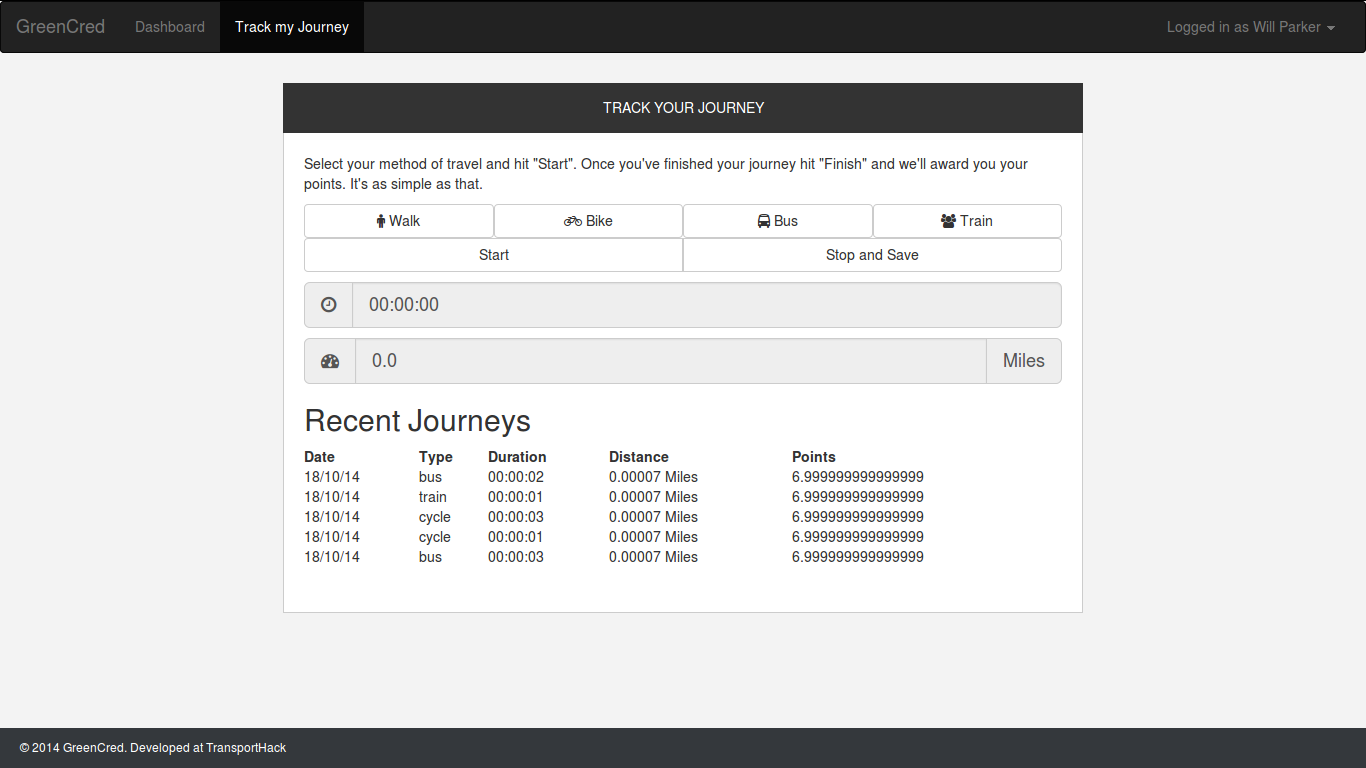 GreenCred Dashboard Track my Journey Logged in as Will Parker
TRACK YOUR JOURNEY
Select your method of travel and hit "Start". Once you've finished your journey hit "Finish" and we'll award you your
points. It's as simple as that.
Walk Bike Bus Train
Start Stop and Save
00:00:00
0.0 Miles
Recent Journeys
Date Type Duration Distance Points
18/10/14 bus 00:00:02 0.00007 Miles 6.999999999999999
18/10/14 train 00:00:01 0.00007 Miles 6.999999999999999
18/10/14 cycle 00:00:03 0.00007 Miles 6.999999999999999
18/10/14 cycle 00:00:01 0.00007 Miles 6.999999999999999
18/10/14 bus 00:00:03 0.00007 Miles 6.999999999999999
© 2014 GreenCred. Developed at TransportHack